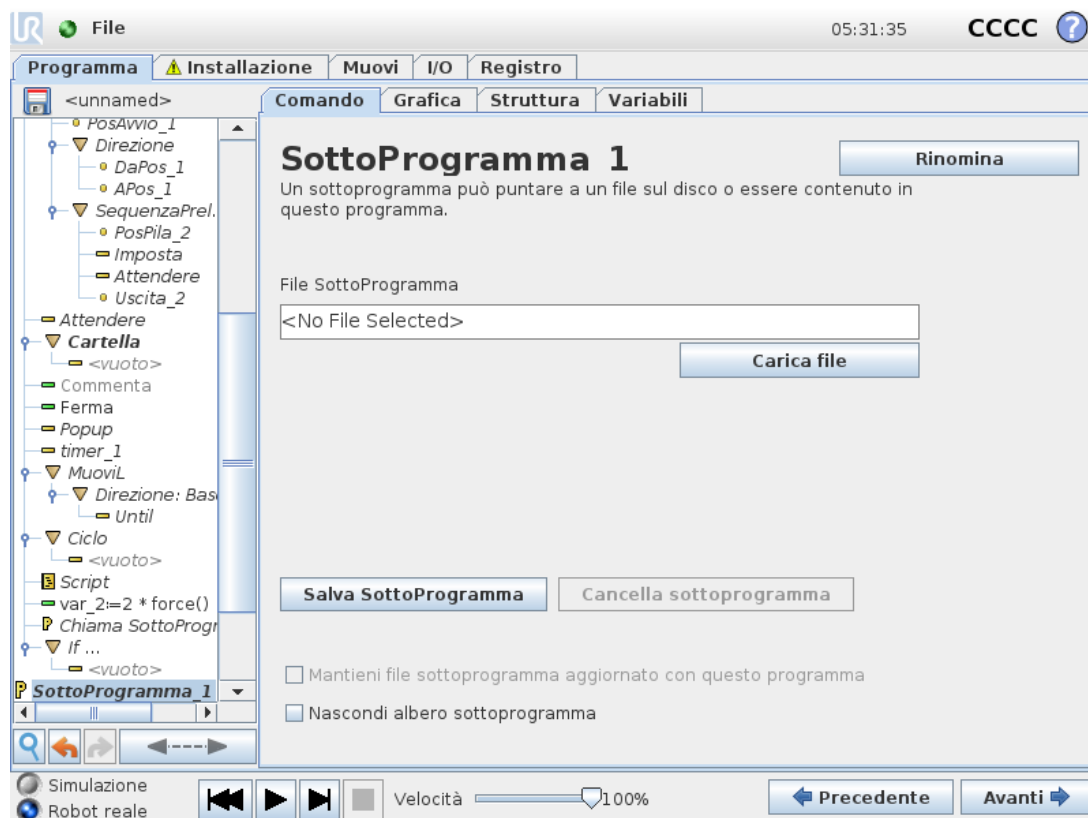 UR File 05:31:35 CCCC ?
Programma Installazione Muovi I/O Registro
<unnamed>
Comando Grafica Struttura Variabili
PosAvvio_1
Direzione
DaPos_1
APos_1
SequenzaPrel.
PosPila_2
Imposta
Attendere
Uscita_2
Attendere
Cartella
<vuoto>
Commenta
Ferma
Popup
timer_1
MuoviL
Direzione: Bas
Until
Ciclo
<vuoto>
Script
var_2:=2 * force()
Chiama SottoProgr
If ...
<vuoto>
SottoProgramma_1
SottoProgramma_1
Rinomina
Un sottoprogramma può puntare a un file sul disco o essere contenuto in
questo programma.
File SottoProgramma
<No File Selected>
Carica file
Salva SottoProgramma Cancella sottoprogramma
Mantieni file sottoprogramma aggiornato con questo programma
Nascondi albero sottoprogramma
Simulazione
Robot reale
Velocità 100%
Precedente Avanti